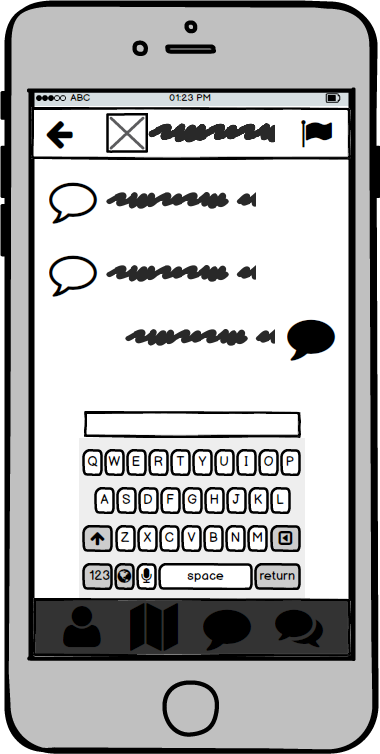 ABC 01:23 PM
Q W E R T Y U I O P
A S D F G H J K L
Z X C V B N M
123 space return